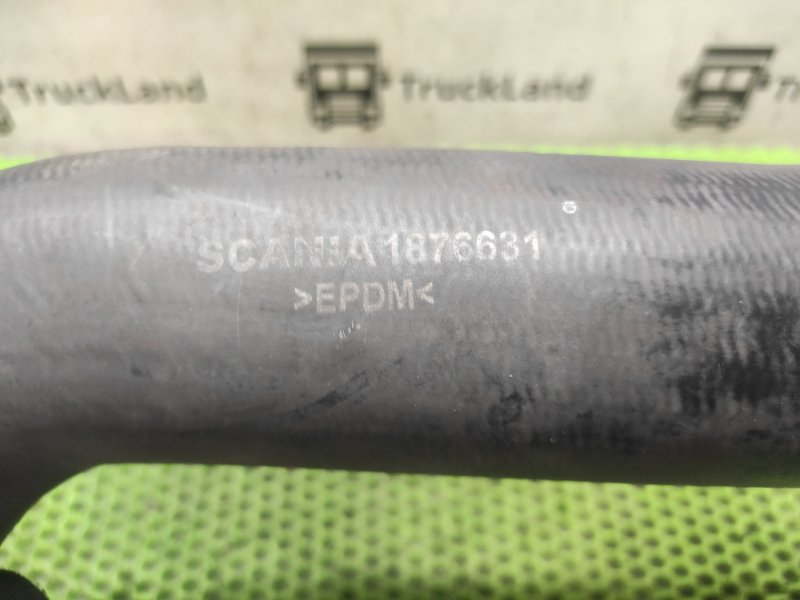 TruckLand TruckLand
SCANIA 1876631
>EPDM<